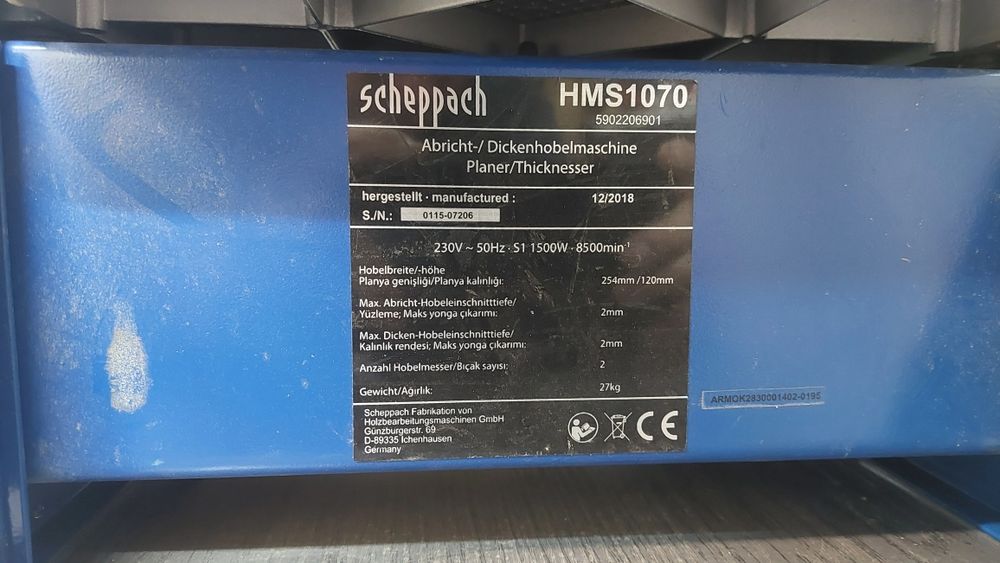 scheppach HMS1070
5902206901
Abricht-/ Dickenhobelmaschine
Planer/Thicknesser
hergestellt · manufactured : 12/2018
S./N.: 0115-07206
230V ~ 50Hz · S1 1500W · 8500min⁻¹
Hobelbreite/-höhe
Planya genişliği/Planya kalınlığı: 254mm /120mm
Max. Abricht-Hobeleinschnitttiefe/
Yüzleme; Maks yonga çıkarımı: 2mm
Max. Dicken-Hobeleinschnitttiefe/
Kalınlık rendesi; Maks yonga çıkarımı: 2mm
Anzahl Hobelmesser/Bıçak sayısı: 2
Gewicht/Ağırlık: 27kg
Scheppach Fabrikation von
Holzbearbeitungsmaschinen GmbH
Günzburgerstr. 69
D-89335 Ichenhausen
Germany
CE
ARMQK2830001402-0195